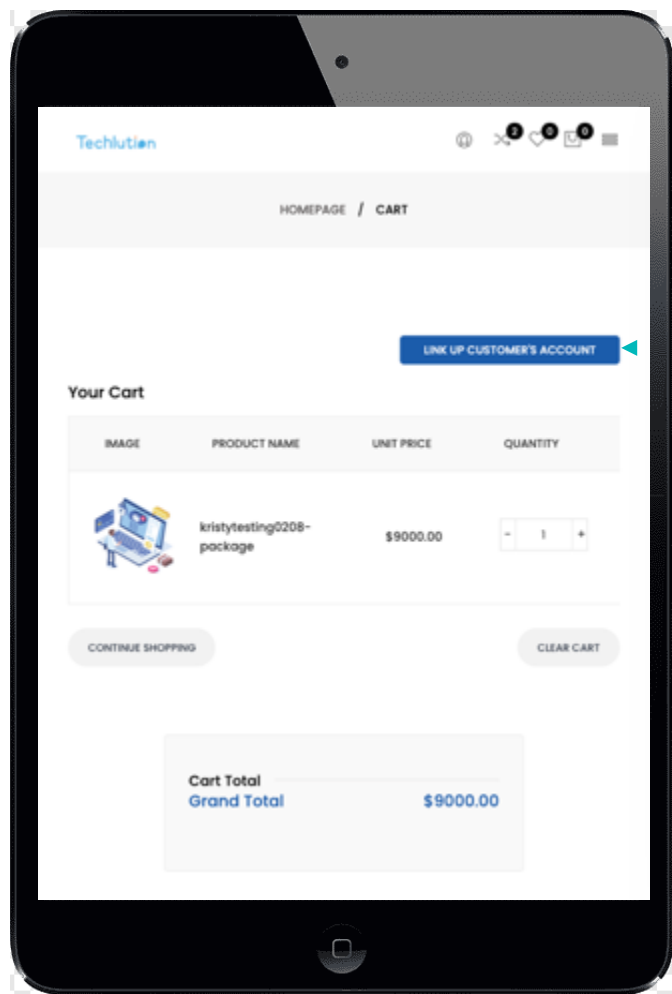 Techlution
2 0 0
HOMEPAGE / CART
LINK UP CUSTOMER'S ACCOUNT
Your Cart
IMAGE PRODUCT NAME UNIT PRICE QUANTITY
kristytesting0208-
package
$9000.00
- 1 +
CONTINUE SHOPPING CLEAR CART
Cart Total
Grand Total $9000.00